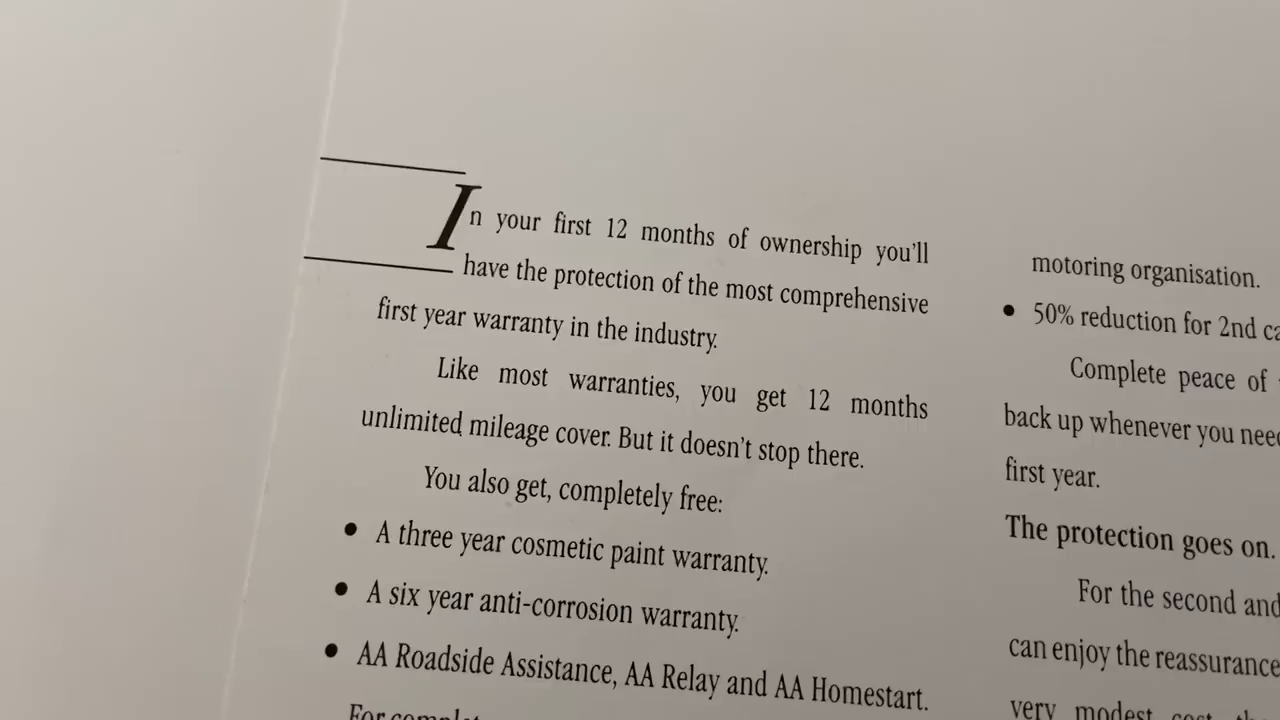 In your first 12 months of ownership you'll
have the protection of the most comprehensive
first year warranty in the industry.
Like most warranties, you get 12 months
unlimited mileage cover. But it doesn't stop there.
You also get, completely free:
• A three year cosmetic paint warranty.
• A six year anti-corrosion warranty.
• AA Roadside Assistance, AA Relay and AA Homestart.
For
motoring organisation.
• 50% reduction for 2nd
Complete peace of
back up whenever you
first year.
The protection goes on.
For the second and
can enjoy the reassurance
very modest cost